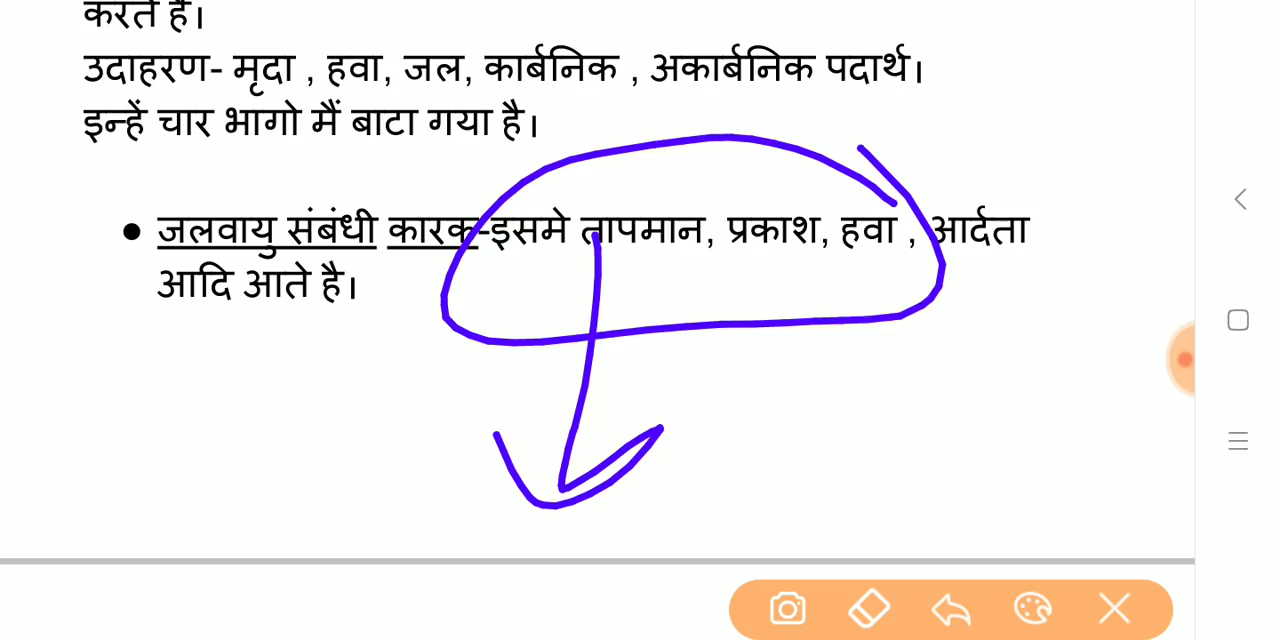 करते है।
उदाहरण- मृदा , हवा, जल, कार्बनिक , अकार्बनिक पदार्थ।
इन्हें चार भागो मैं बाटा गया है।
● जलवायु संबंधी कारक-इसमे तापमान, प्रकाश, हवा , आर्दता
आदि आते है।